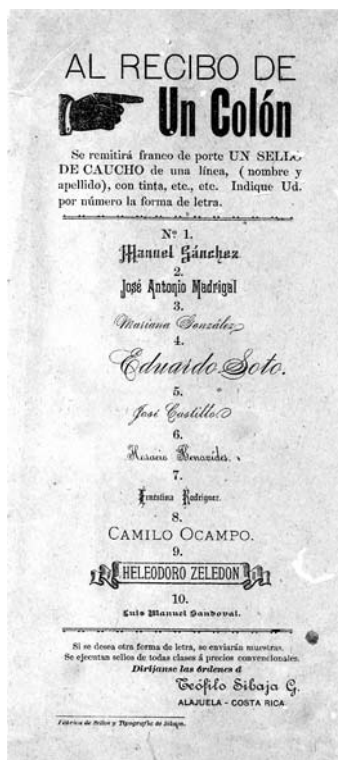 AL RECIBO DE
Un Colón
Se remitirá franco de porte UN SELLO
DE CAUCHO de una línea, ( nombre y
apellido), con tinta, etc., etc. Indique Ud.
por número la forma de letra.
Nº 1.
Manuel Sánchez
2.
José Antonio Madrigal
3.
Mariana González
4.
Eduardo Soto.
5.
José Castillo
6.
Horacio Benavides.
7.
Ernestina Rodríguez.
8.
CAMILO OCAMPO.
9.
HELEODORO ZELEDON
10.
Luis Manuel Sandoval.
Si se desea otra forma de letra, se enviarán muestras.
Se ejecutan sellos de todas clases á precios convencionales.
Diríjanse las órdenes á
Teófilo Sibaja G.
ALAJUELA - COSTA RICA
Fábrica de Sellos y Tipografía de Sibaja.